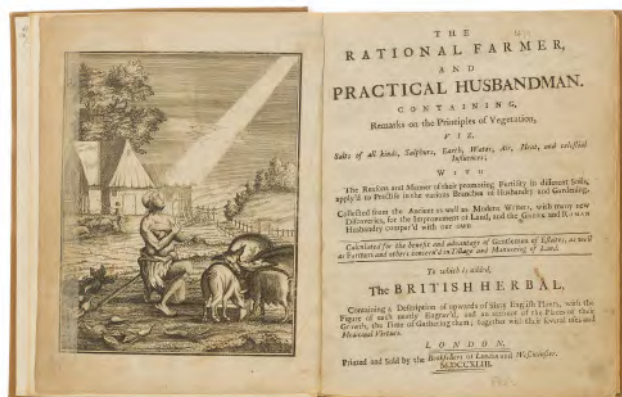 THE
RATIONAL FARMER,
AND
PRACTICAL HUSBANDMAN.
CONTAINING,
Remarks on the Principles of Vegetation,
VIZ.
Salts of all kinds, Sulphurs, Earth, Water, Air, Heat, and celestial
Influences;
WITH
The Reasons and Manner of their promoting Fertility in different Soils,
apply'd to Practise in the various Branches of Husbandry and Gardening.
Collected from the Ancient as well as Modern Writers, with many new
Discoveries, for the Improvement of Land, and the GREEK and ROMAN
Husbandry compar'd with our own
Calculated for the benefit and advantage of Gentlemen of Estates, as well
as Farmers and others concern'd in Tillage and Manuring of Land.
To which is added,
The BRITISH HERBAL,
Containing a Description of upwards of Sixty English Plants, with the
Figure of each neatly Engrav'd, and an account of the Places of their
Growth, the Time of Gathering them; together with their several uses and
Medicinal Virtues.
LONDON,
Printed and Sold by the Booksellers of London and Westminster.
M.DCCXLIII.